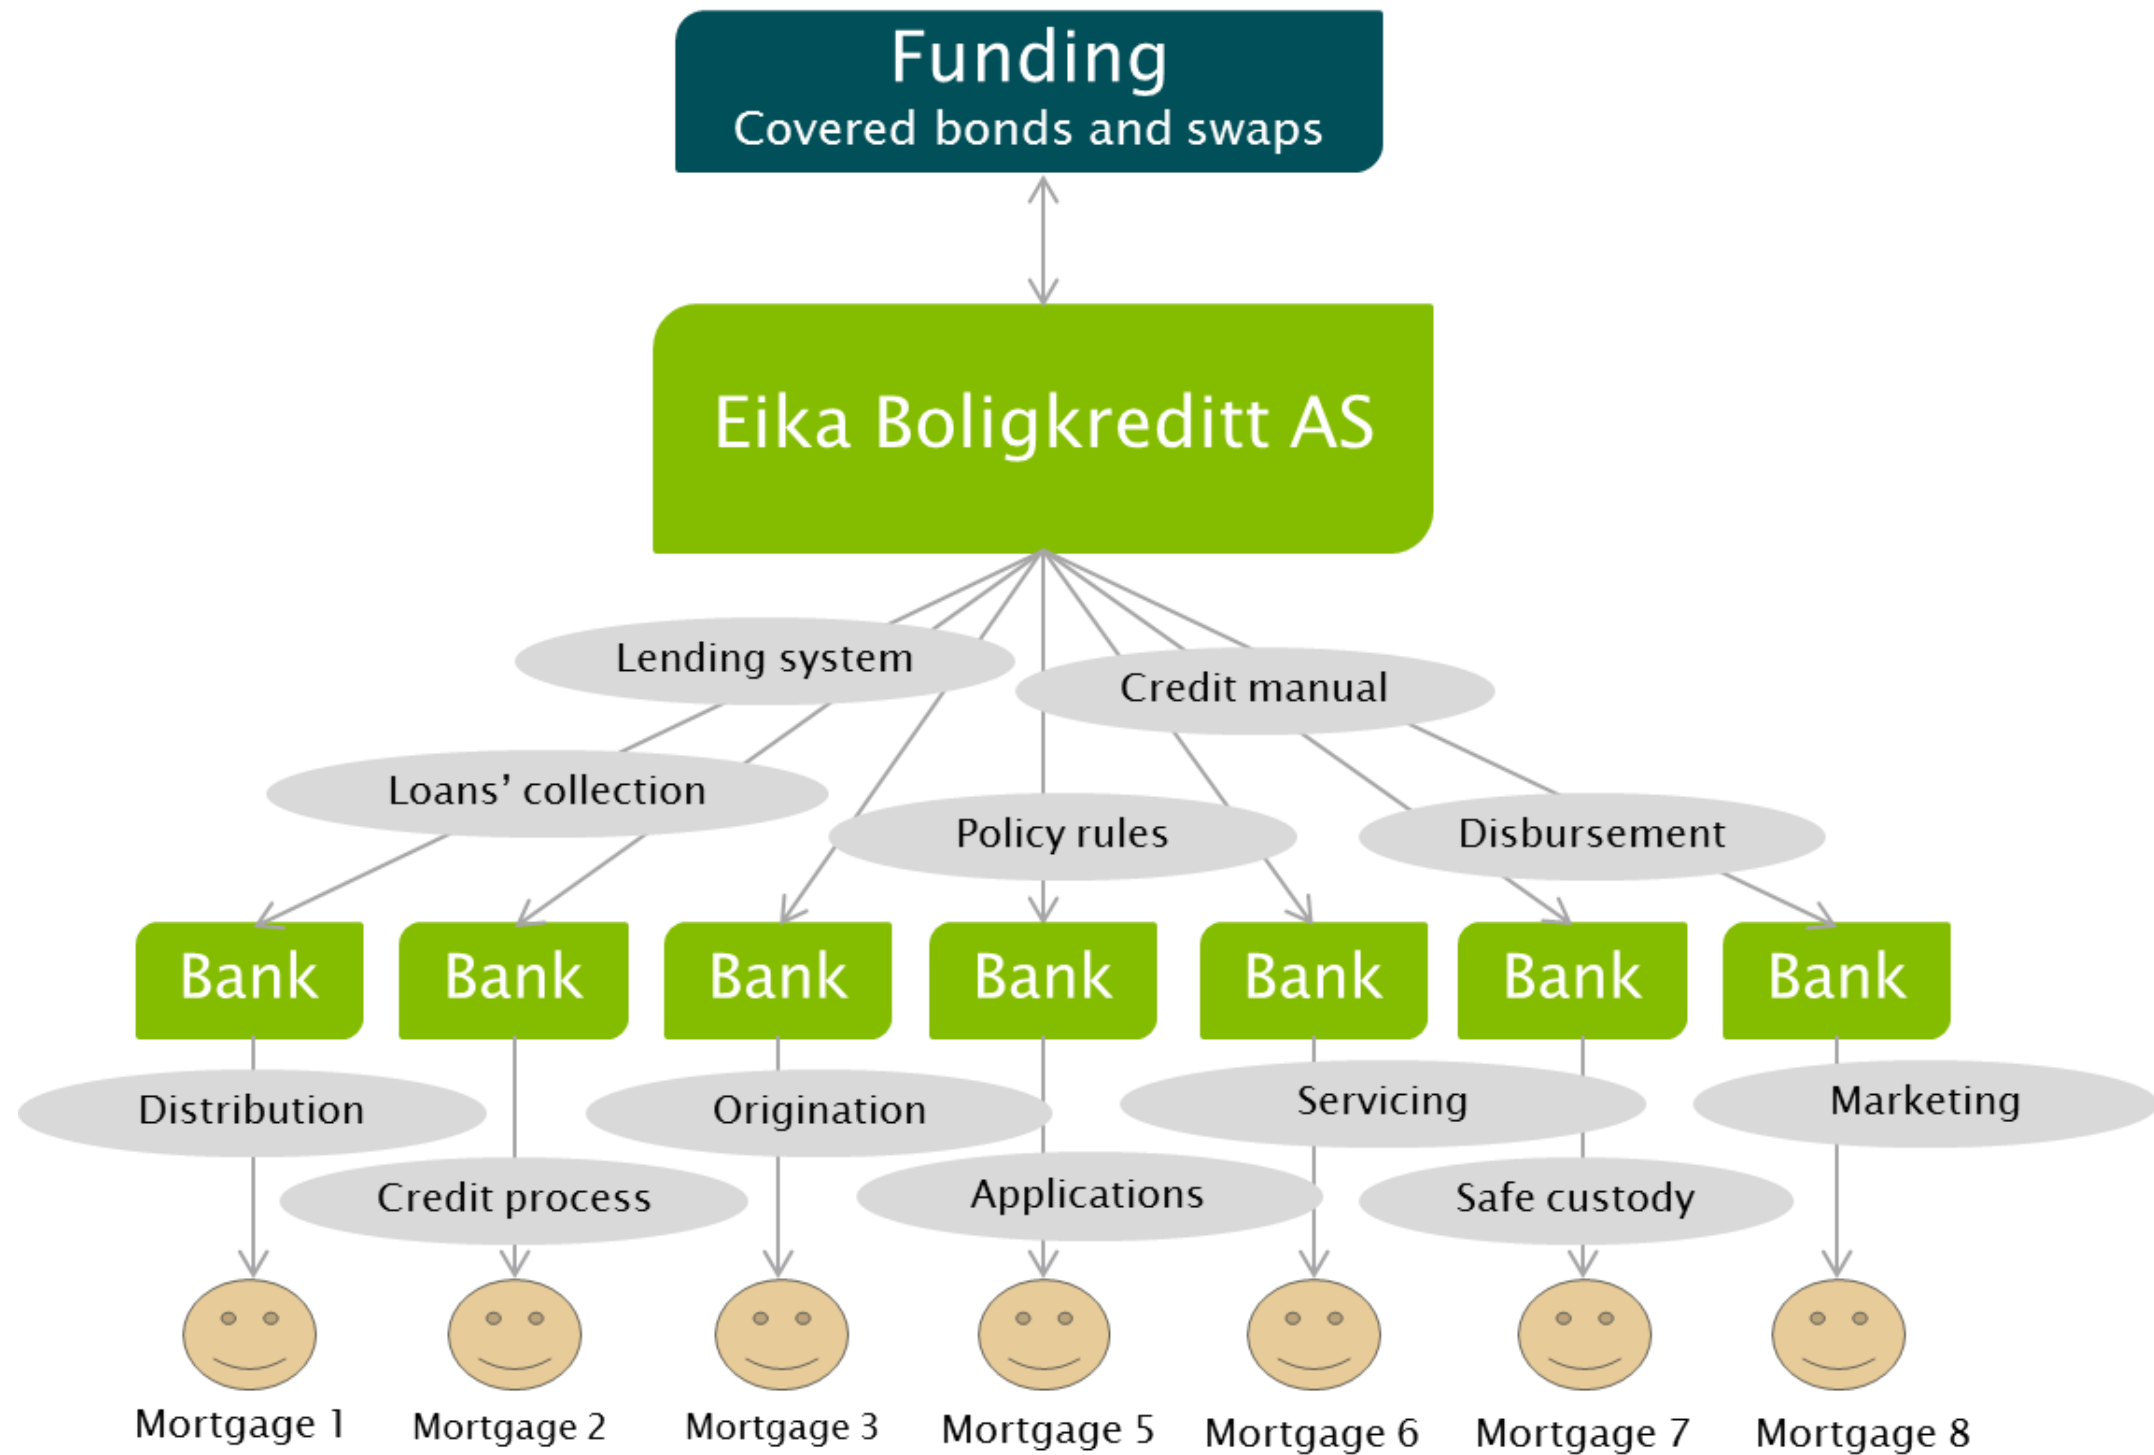 Funding
Covered bonds and swaps
Eika Boligkreditt AS
Lending system
Credit manual
Loans’ collection
Policy rules
Disbursement
Bank
Bank
Bank
Bank
Bank
Bank
Bank
Distribution
Origination
Servicing
Marketing
Credit process
Applications
Safe custody
Mortgage 1
Mortgage 2
Mortgage 3
Mortgage 5
Mortgage 6
Mortgage 7
Mortgage 8